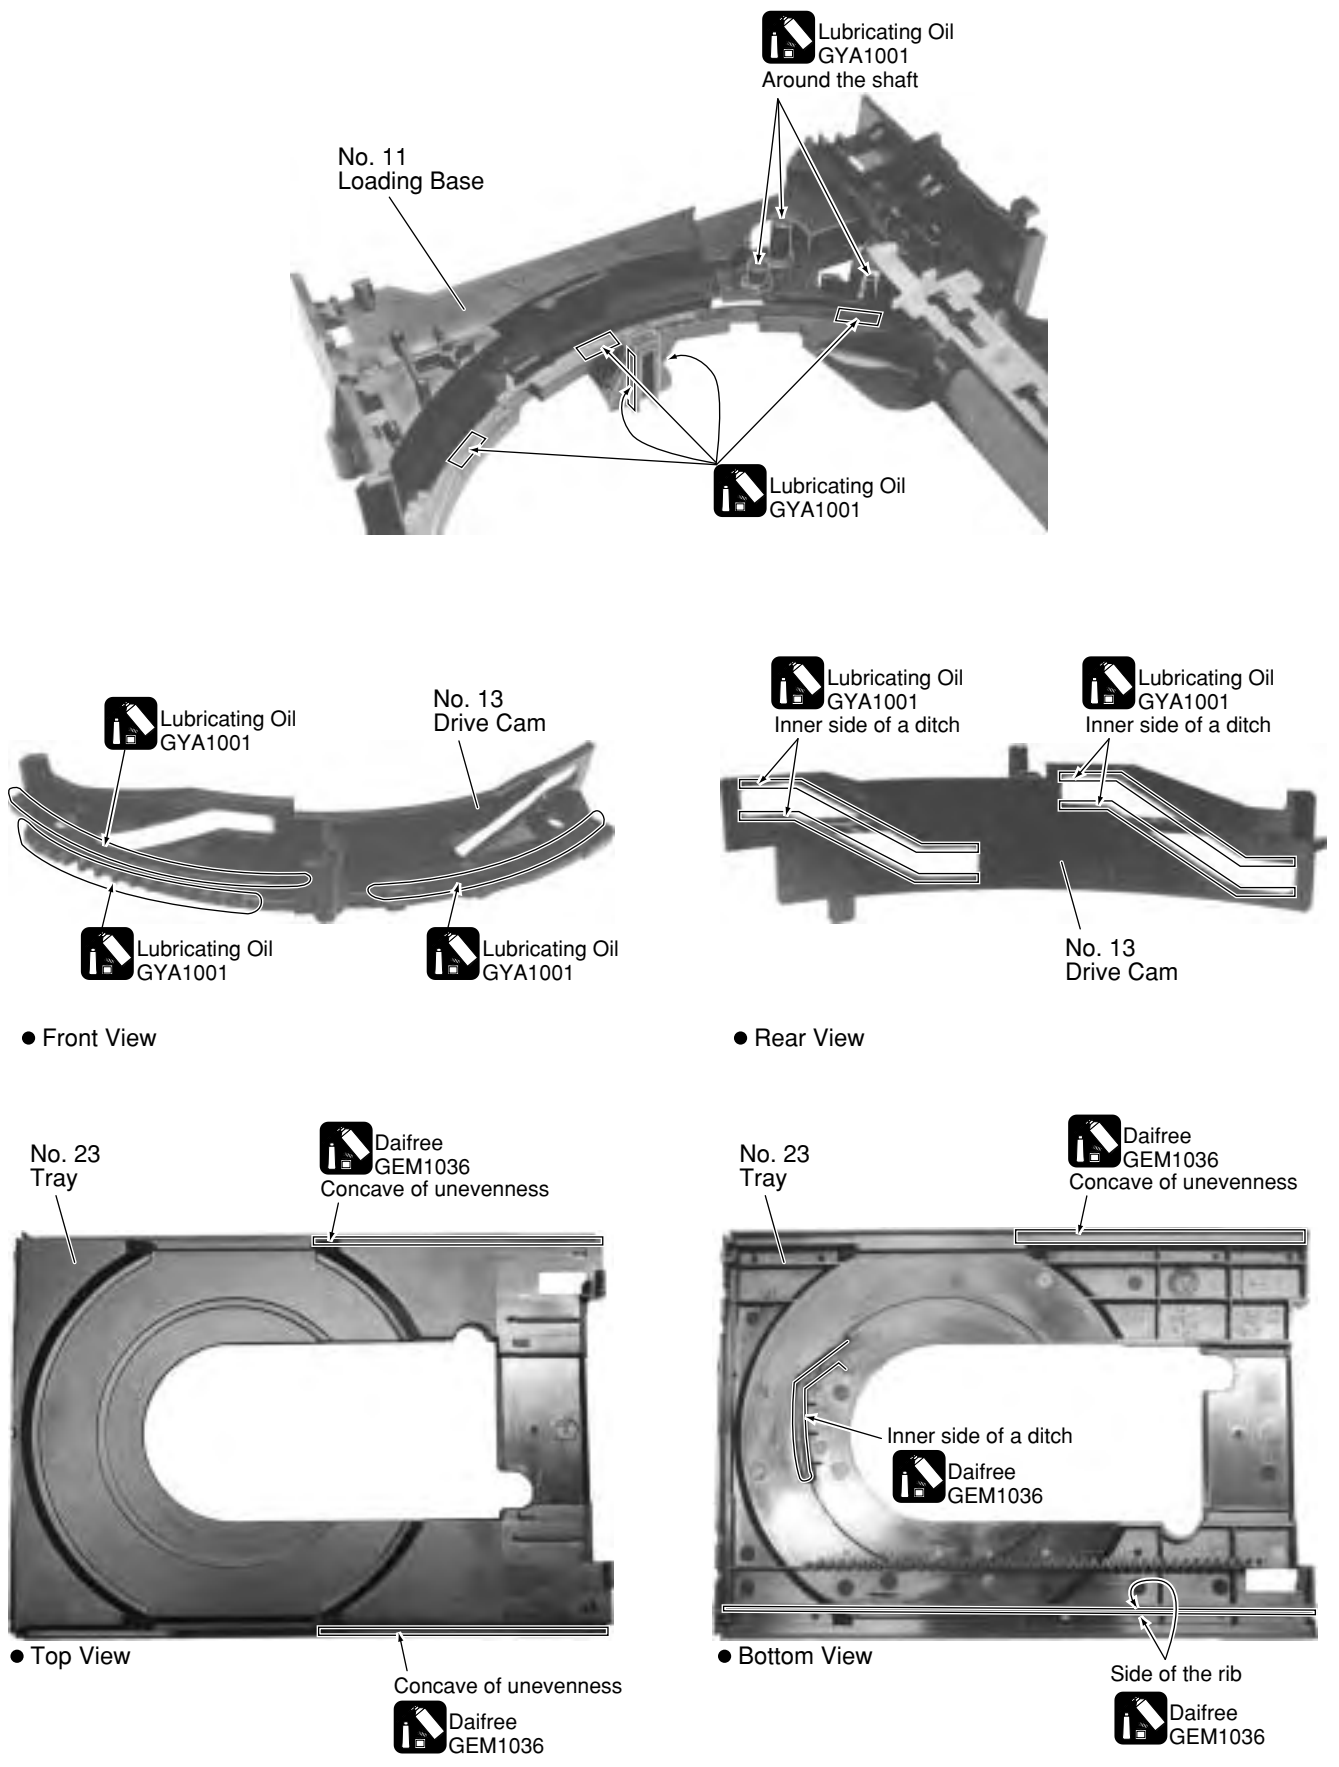 Lubricating Oil
GYA1001
Around the shaft
No. 11
Loading Base
Lubricating Oil
GYA1001
Lubricating Oil
GYA1001
No. 13
Drive Cam
Lubricating Oil
GYA1001
Lubricating Oil
GYA1001
● Front View
Lubricating Oil
GYA1001
Inner side of a ditch
Lubricating Oil
GYA1001
Inner side of a ditch
No. 13
Drive Cam
● Rear View
No. 23
Tray
Daifree
GEM1036
Concave of unevenness
● Top View
Concave of unevenness
Daifree
GEM1036
No. 23
Tray
Daifree
GEM1036
Concave of unevenness
Inner side of a ditch
Daifree
GEM1036
● Bottom View
Side of the rib
Daifree
GEM1036